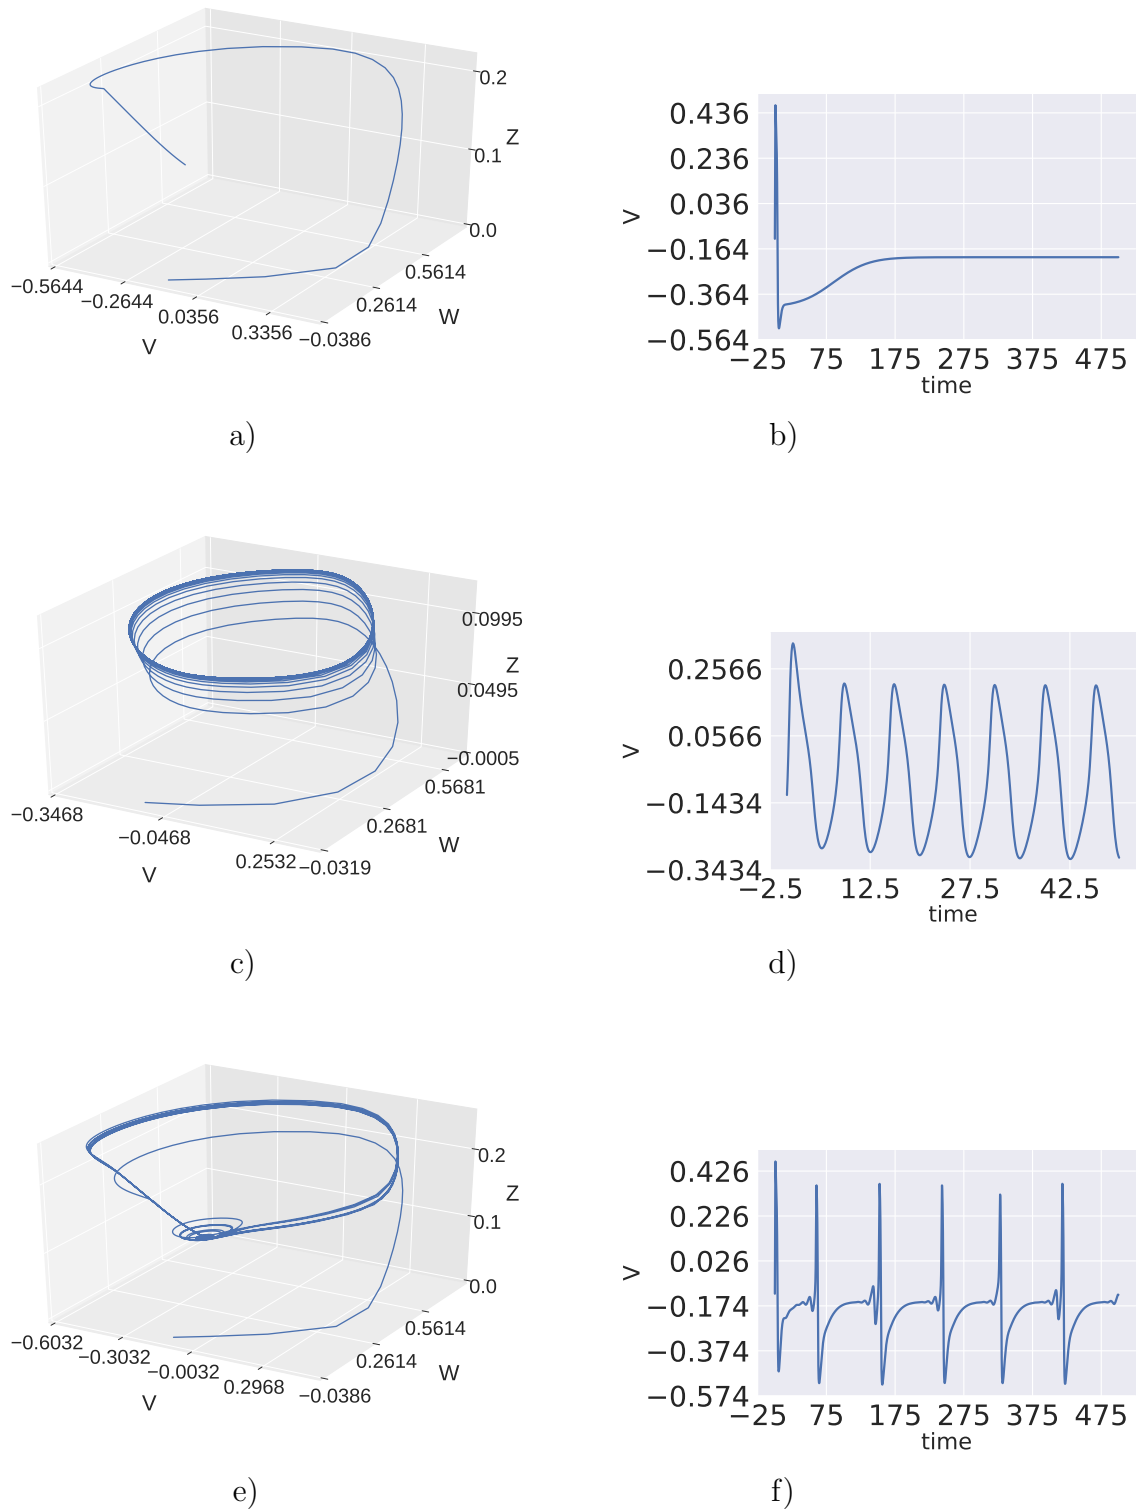 0.2
Z
0.1
0.0
0.5614
0.2614
W
−0.0386
−0.5644
−0.2644
0.0356
0.3356
V
0.436
0.236
0.036
V
−0.164
−0.364
−0.564
−25 75 175 275 375 475
time
a)
b)
0.0995
Z
0.0495
−0.0005
0.5681
0.2681
W
−0.0319
−0.3468
−0.0468
0.2532
V
0.2566
0.0566
V
−0.1434
−0.3434
−2.5 12.5 27.5 42.5
time
c)
d)
0.2
Z
0.1
0.0
0.5614
0.2614
W
−0.0386
−0.6032
−0.3032
−0.0032
0.2968
V
0.426
0.226
0.026
V
−0.174
−0.374
−0.574
−25 75 175 275 375 475
time
e)
f)